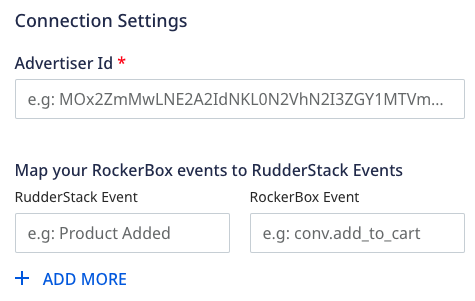 Connection Settings
Advertiser Id *
e.g: MOx2ZmMwLNE2A2IdNKL0N2VhN2I3ZGY1MTVm...
Map your RockerBox events to RudderStack Events
RudderStack Event RockerBox Event
e.g: Product Added e.g: conv.add_to_cart
+ ADD MORE